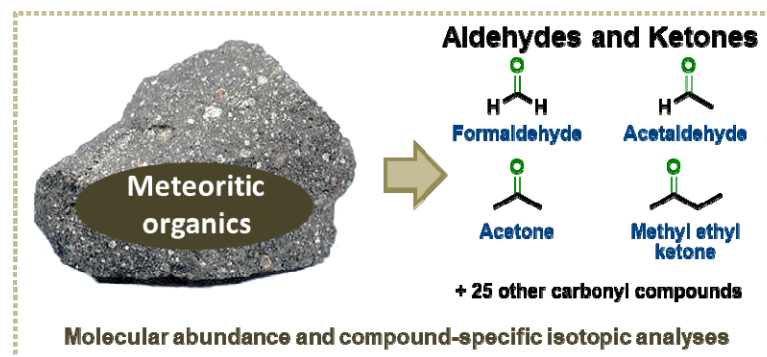 Aldehydes and Ketones
O
O
H
H
H
Formaldehyde
Acetaldehyde
Meteoritic
organics
O
O
Acetone
Methyl ethyl
ketone
+ 25 other carbonyl compounds
Molecular abundance and compound-specific isotopic analyses